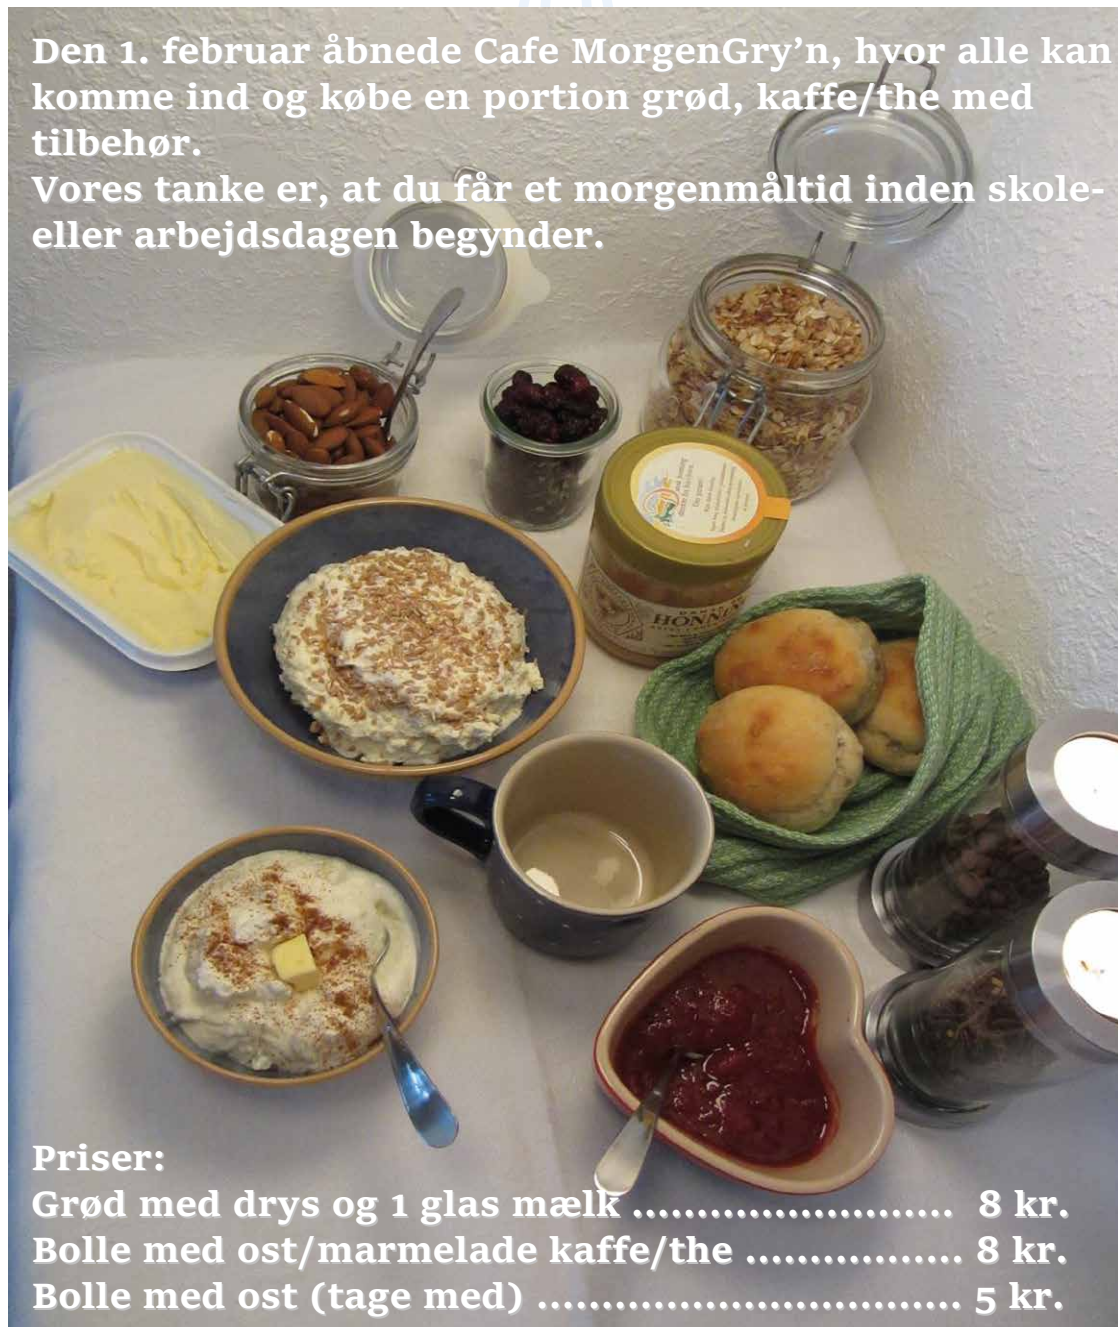 Den 1. februar åbnede Cafe MorgenGry’n, hvor alle kan
komme ind og købe en portion grød, kaffe/the med
tilbehør.
Vores tanke er, at du får et morgenmåltid inden skole-
eller arbejdsdagen begynder.
Priser:
Grød med drys og 1 glas mælk ......................... 8 kr.
Bolle med ost/marmelade kaffe/the ................. 8 kr.
Bolle med ost (tage med) ................................. 5 kr.